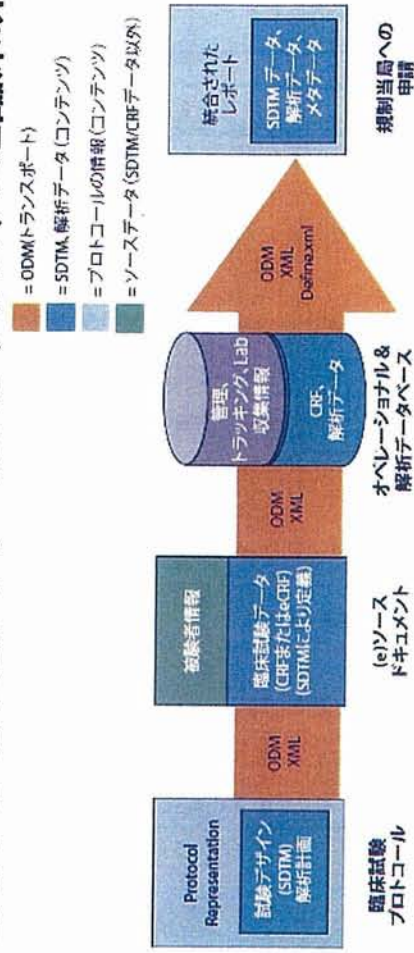 = ODM(トランスポート)
= SDTM, 解析データ(コンテンツ)
= プロトコールの情報(コンテンツ)
= ソースデータ(SDTM/CRFデータ以外)
Protocol
Representation
試験デザイン
(SDTM)
解析計画
臨床試験
プロトコール
ODM
XML
被験者情報
臨床試験データ
(CRFまたはeCRF)
(SDTMにより定義)
(e)ソース
ドキュメント
ODM
XML
管理、
トラッキング、Lab
収集情報
CRF、
解析データ
オペレーショナル &
解析データベース
ODM
XML
Define.xml
統合された
レポート
SDTM データ、
解析データ、
メタデータ
規制当局への
申請